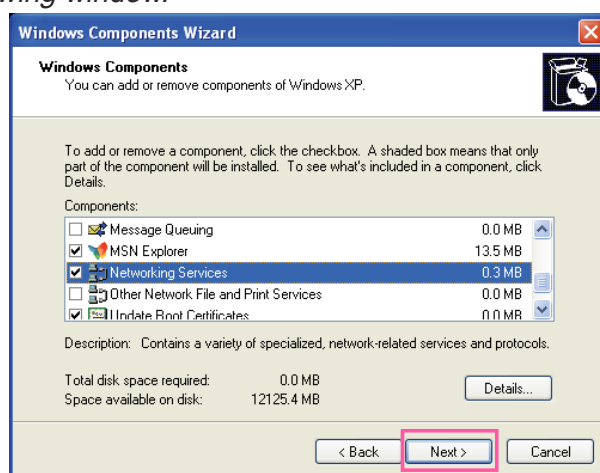 wing window.
Windows Components Wizard
Windows Components
You can add or remove components of Windows XP.
To add or remove a component, click the checkbox. A shaded box means that only
part of the component will be installed. To see what's included in a component, click
Details.
Components:
Message Queuing 0.0 MB
MSN Explorer 13.5 MB
Networking Services 0.3 MB
Other Network File and Print Services 0.0 MB
Update Root Certificates 0.0 MB
Description: Contains a variety of specialized, network-related services and protocols.
Total disk space required: 0.0 MB
Details...
Space available on disk: 12125.4 MB
< Back Next > Cancel